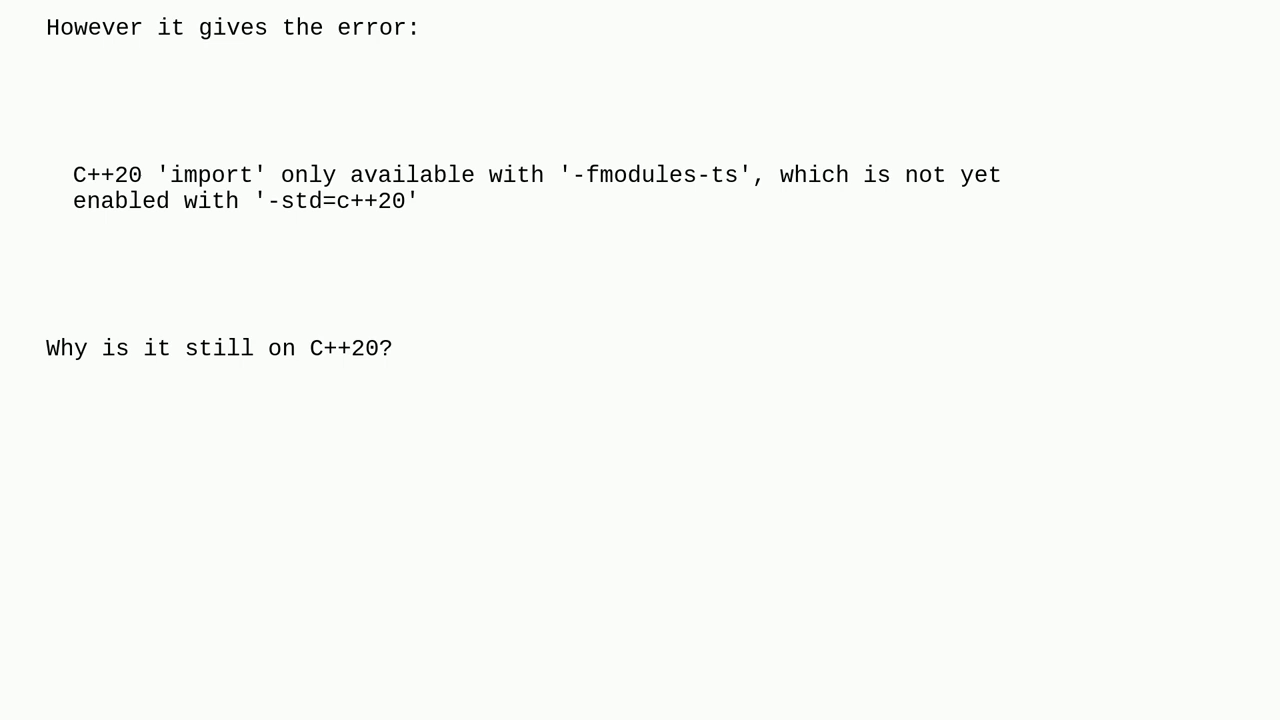 However it gives the error:
C++20 'import' only available with '-fmodules-ts', which is not yet
enabled with '-std=c++20'
Why is it still on C++20?